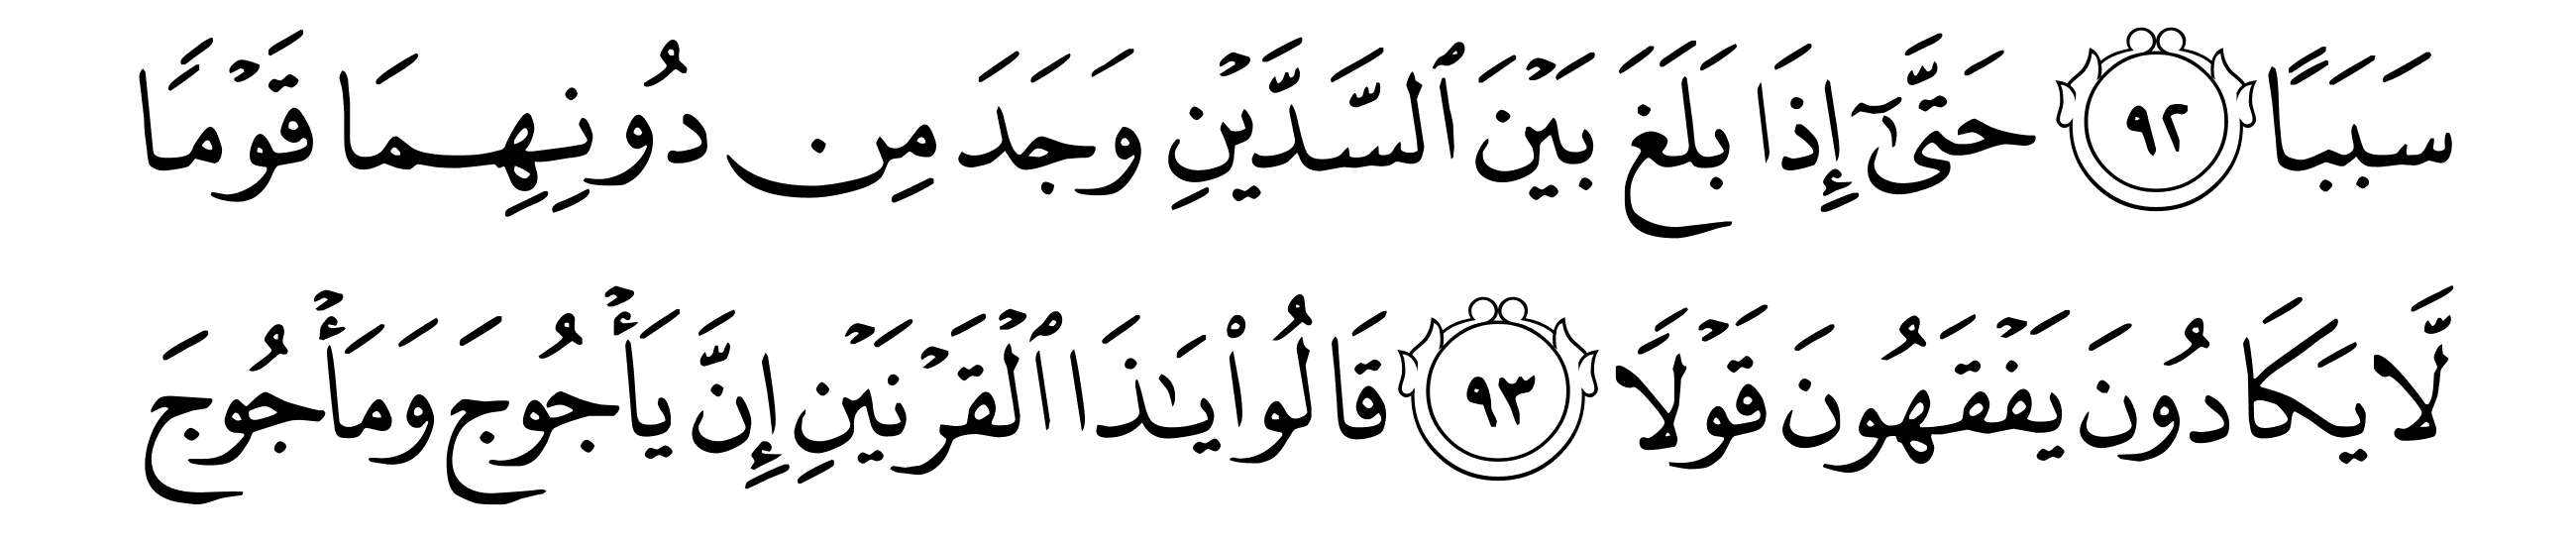 سَبَبًا ٩٢ حَتَّىٰٓ إِذَا بَلَغَ بَيۡنَ ٱلسَّدَّيۡنِ وَجَدَ مِن دُونِهِمَا قَوۡمًا
لَّا يَكَادُونَ يَفۡقَهُونَ قَوۡلًا ٩٣ قَالُواْ يَٰذَا ٱلۡقَرۡنَيۡنِ إِنَّ يَأۡجُوجَ وَمَأۡجُوجَ